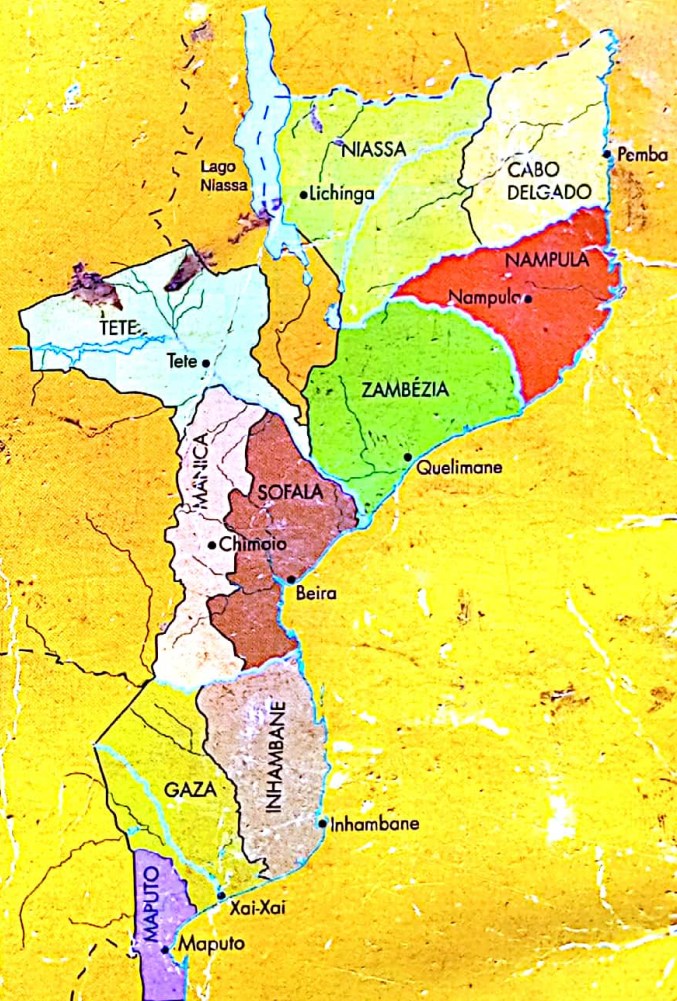 NIASSA
Pemba
Lago
Niassa
CABO
DELGADO
Lichinga
NAMPULA
Nampula
TETE
Tete
ZAMBÉZIA
MANICA
Quelimane
SOFALA
Chimoio
Beira
INHAMBANE
GAZA
Inhambane
MAPUTO
Xai-Xai
Maputo